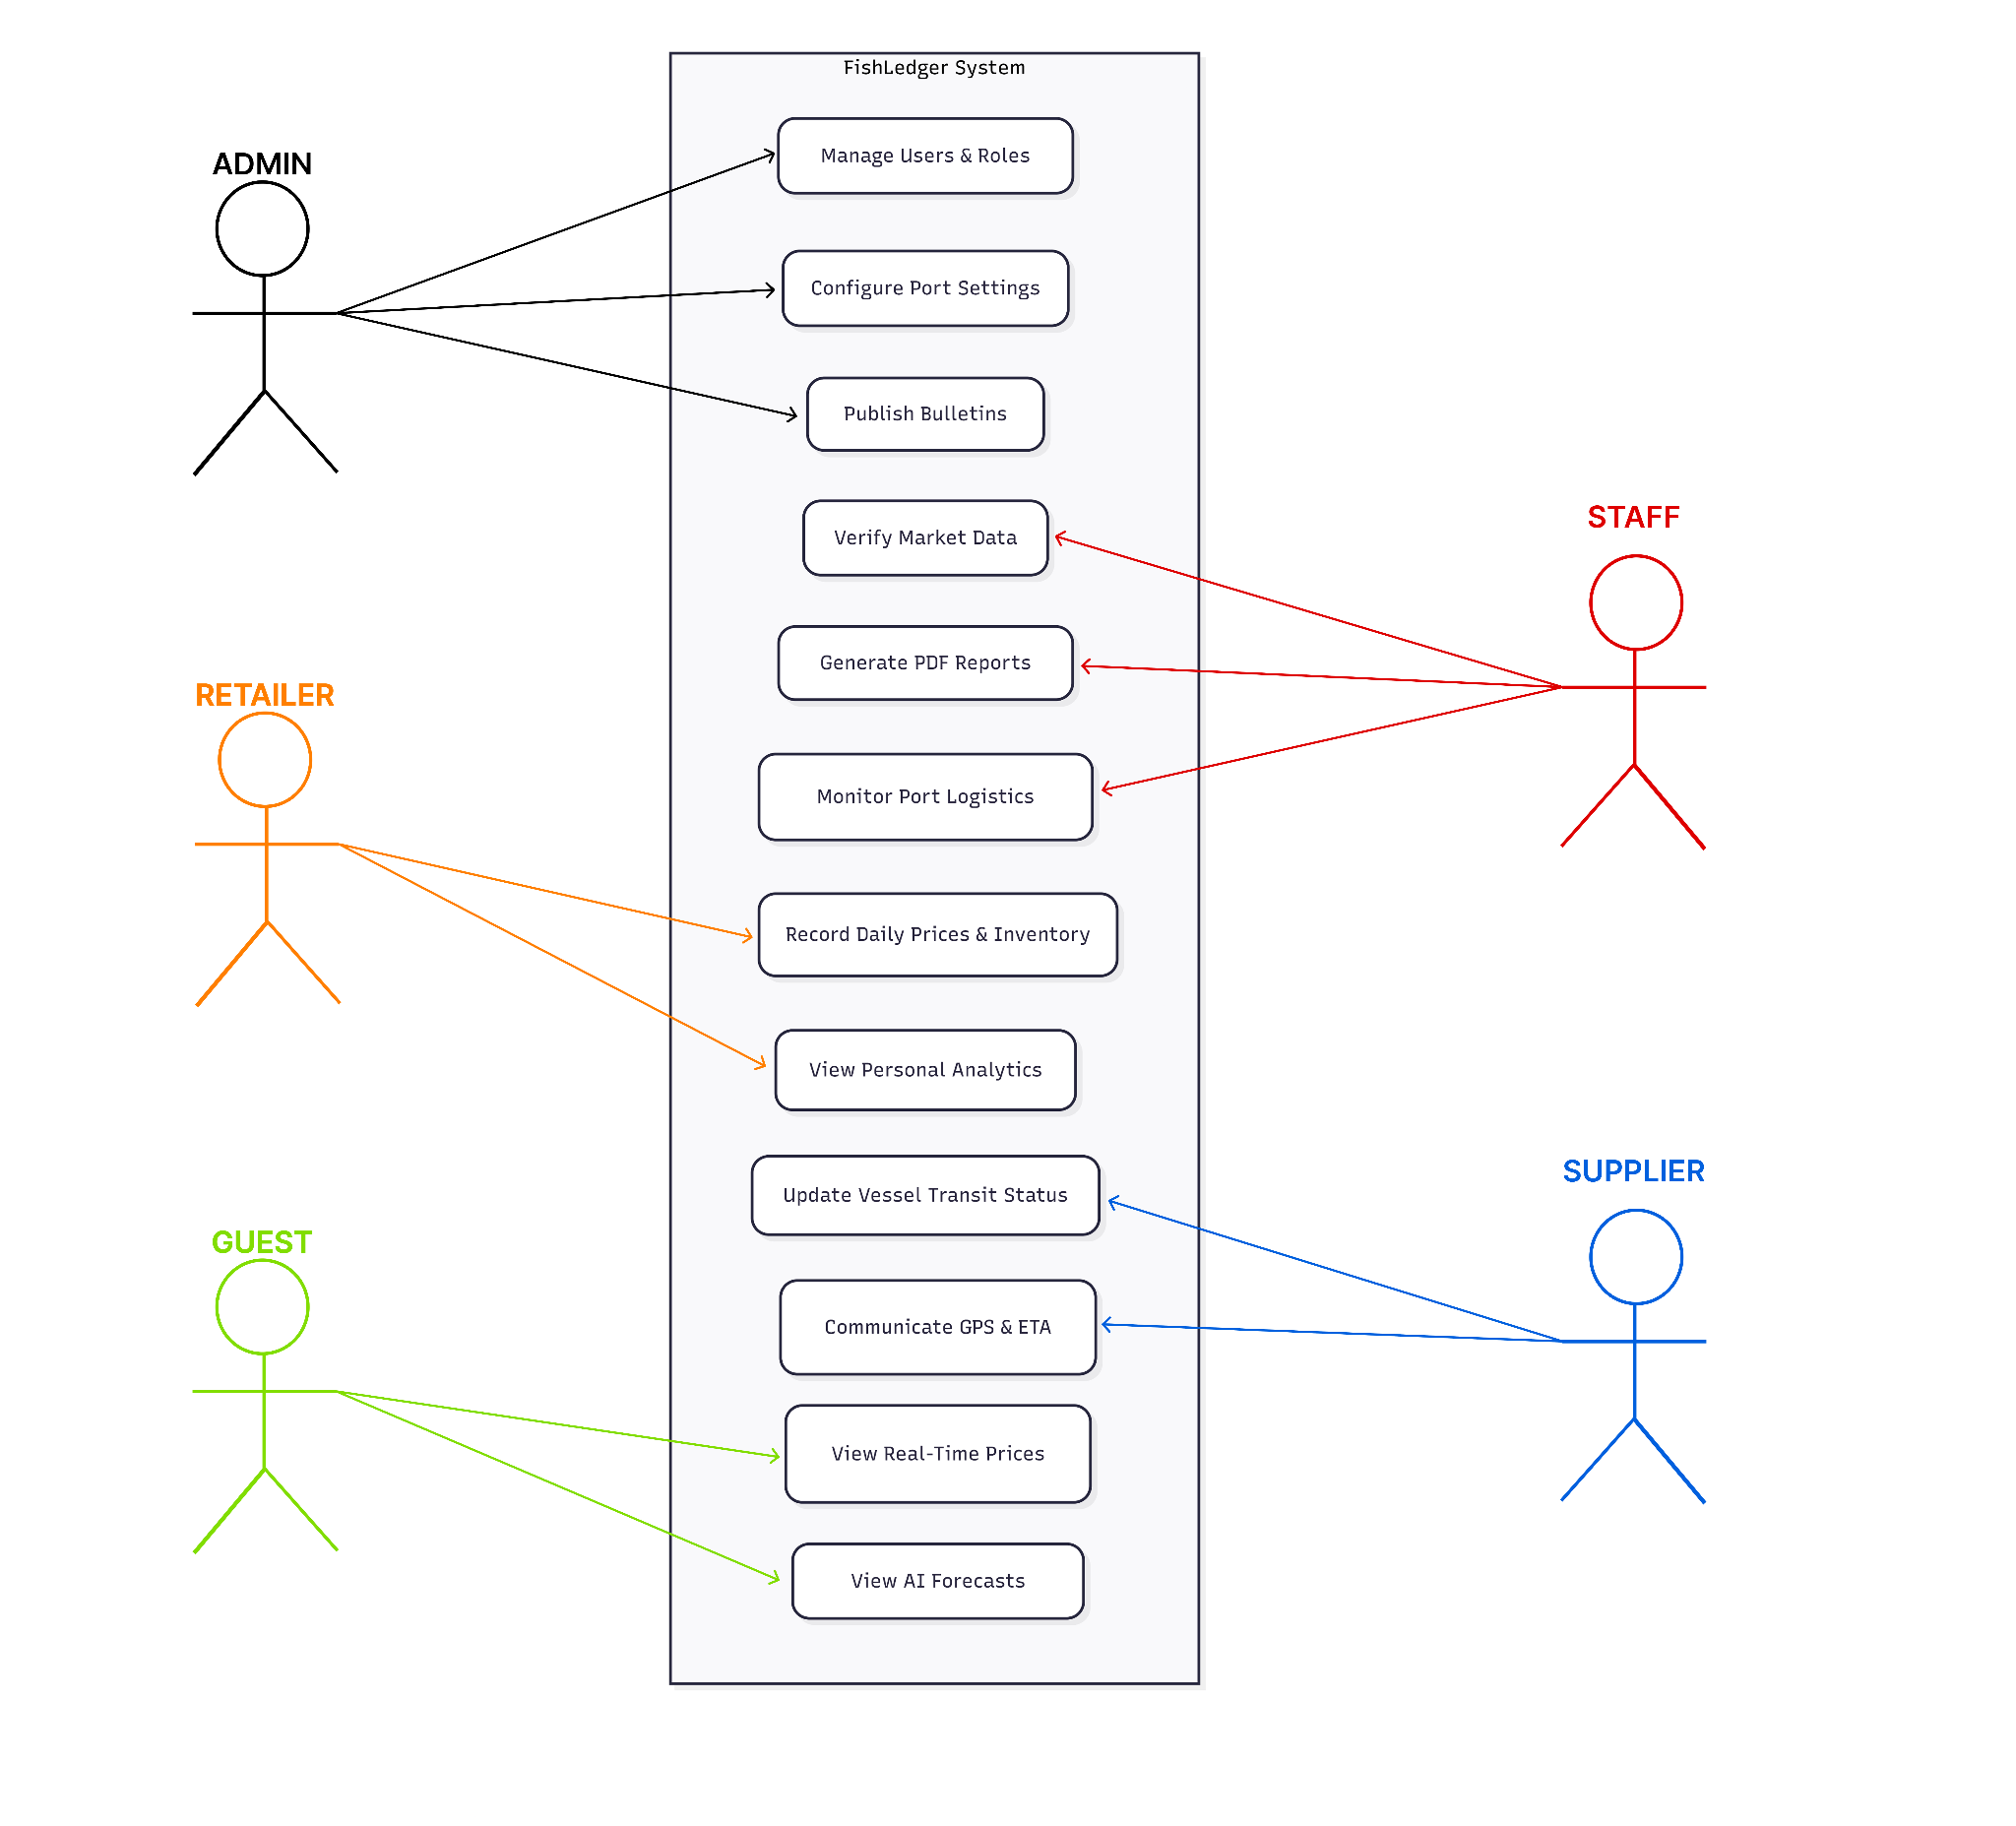 FishLedger System
ADMIN
Manage Users & Roles
Configure Port Settings
Publish Bulletins
STAFF
Verify Market Data
Generate PDF Reports
RETAILER
Monitor Port Logistics
Record Daily Prices & Inventory
View Personal Analytics
SUPPLIER
Update Vessel Transit Status
GUEST
Communicate GPS & ETA
View Real-Time Prices
View AI Forecasts